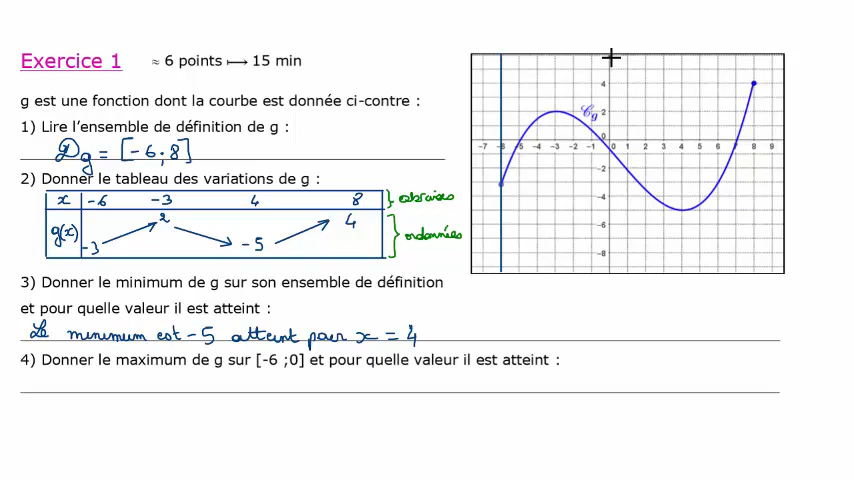 Exercice 1 ≈ 6 points ⟼ 15 min
g est une fonction dont la courbe est donnée ci-contre :
1) Lire l'ensemble de définition de g :
Dg = [-6 ; 8]
2) Donner le tableau des variations de g :
x -6 -3 4 8 } abscisses
g(x) -3 2 -5 4 } ordonnées
3) Donner le minimum de g sur son ensemble de définition
et pour quelle valeur il est atteint :
Le minimum est -5 atteint pour x = 4
4) Donner le maximum de g sur [-6 ;0] et pour quelle valeur il est atteint :
4
𝒞g 2
0
-7 -6 -5 -4 -3 -2 -1 0 1 2 3 4 5 6 7 8 9
-2
-4
-6
-8